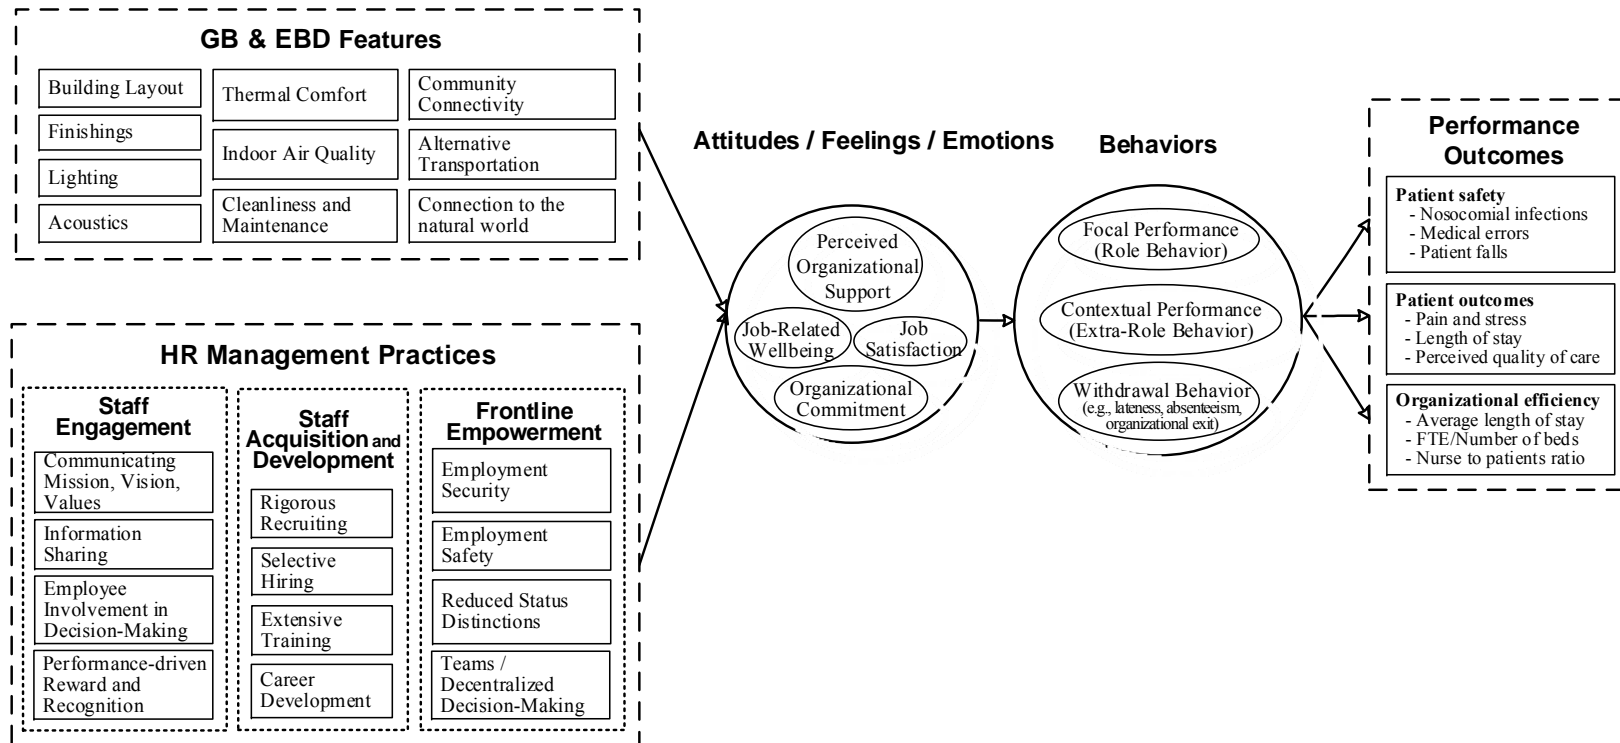 GB & EBD Features
Building Layout
Finishings
Lighting
Acoustics
Thermal Comfort
Indoor Air Quality
Cleanliness and
Maintenance
Community
Connectivity
Alternative
Transportation
Connection to the
natural world
HR Management Practices
Staff
Engagement
Communicating
Mission, Vision,
Values
Information
Sharing
Employee
Involvement in
Decision-Making
Performance-driven
Reward and
Recognition
Staff
Acquisition and
Development
Rigorous
Recruiting
Selective
Hiring
Extensive
Training
Career
Development
Frontline
Empowerment
Employment
Security
Employment
Safety
Reduced Status
Distinctions
Teams /
Decentralized
Decision-Making
Attitudes / Feelings / Emotions
Perceived
Organizational
Support
Job-Related
Wellbeing
Job
Satisfaction
Organizational
Commitment
Behaviors
Focal Performance
(Role Behavior)
Contextual Performance
(Extra-Role Behavior)
Withdrawal Behavior
(e.g., lateness, absenteeism,
organizational exit)
Performance
Outcomes
Patient safety
- Nosocomial infections
- Medical errors
- Patient falls
Patient outcomes
- Pain and stress
- Length of stay
- Perceived quality of care
Organizational efficiency
- Average length of stay
- FTE/Number of beds
- Nurse to patients ratio